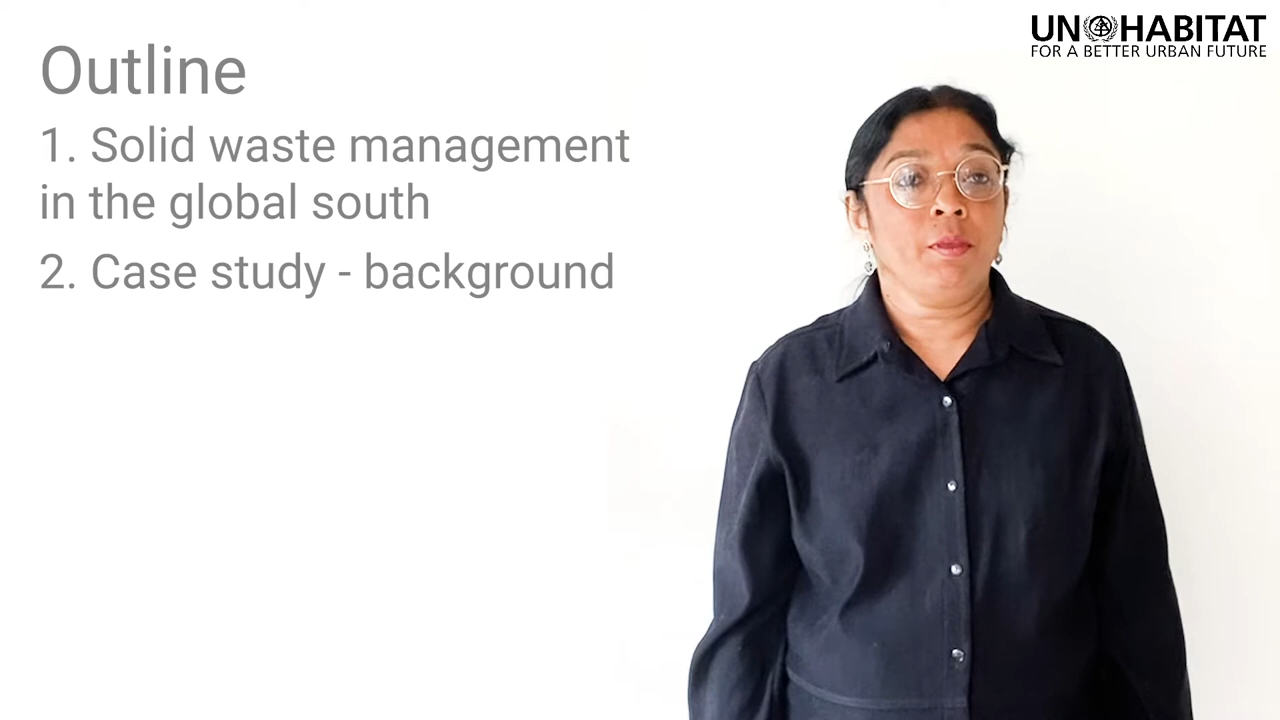 UN HABITAT
FOR A BETTER URBAN FUTURE
Outline
1. Solid waste management
in the global south
2. Case study - background